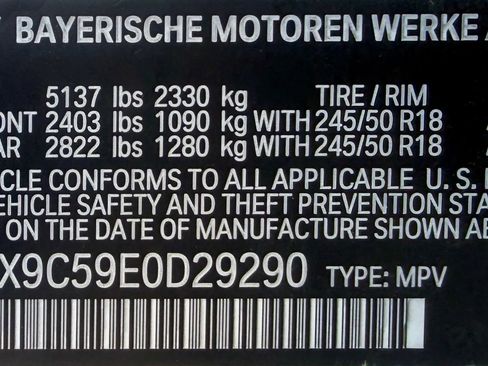 BAYERISCHE MOTOREN WERKE
5137 lbs 2330 kg TIRE / RIM
ONT 2403 lbs 1090 kg WITH 245/50 R18
AR 2822 lbs 1280 kg WITH 245/50 R18
CLE CONFORMS TO ALL APPLICABLE U. S.
EHICLE SAFETY AND THEFT PREVENTION STA
ON THE DATE OF MANUFACTURE SHOWN AB
X9C59E0D29290 TYPE: MPV